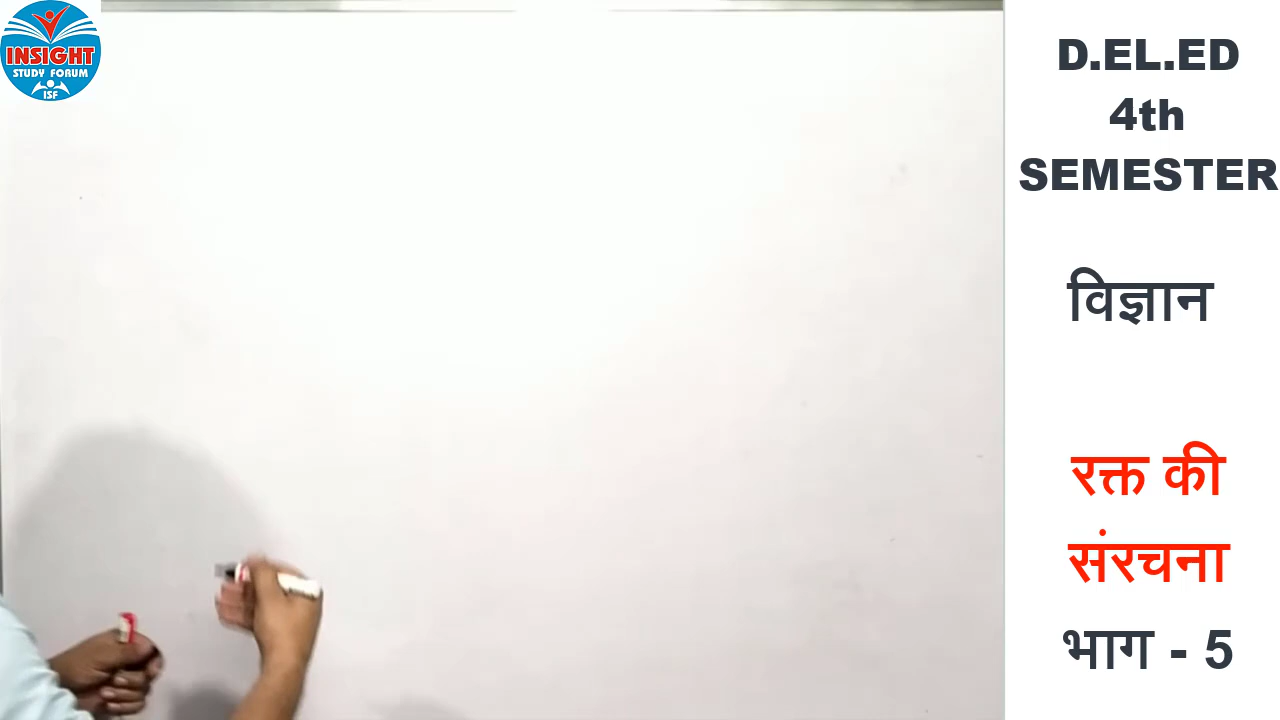 INSIGHT
STUDY FORUM
ISF
D.EL.ED
4th
SEMESTER
विज्ञान
रक्त की
संरचना
भाग - 5